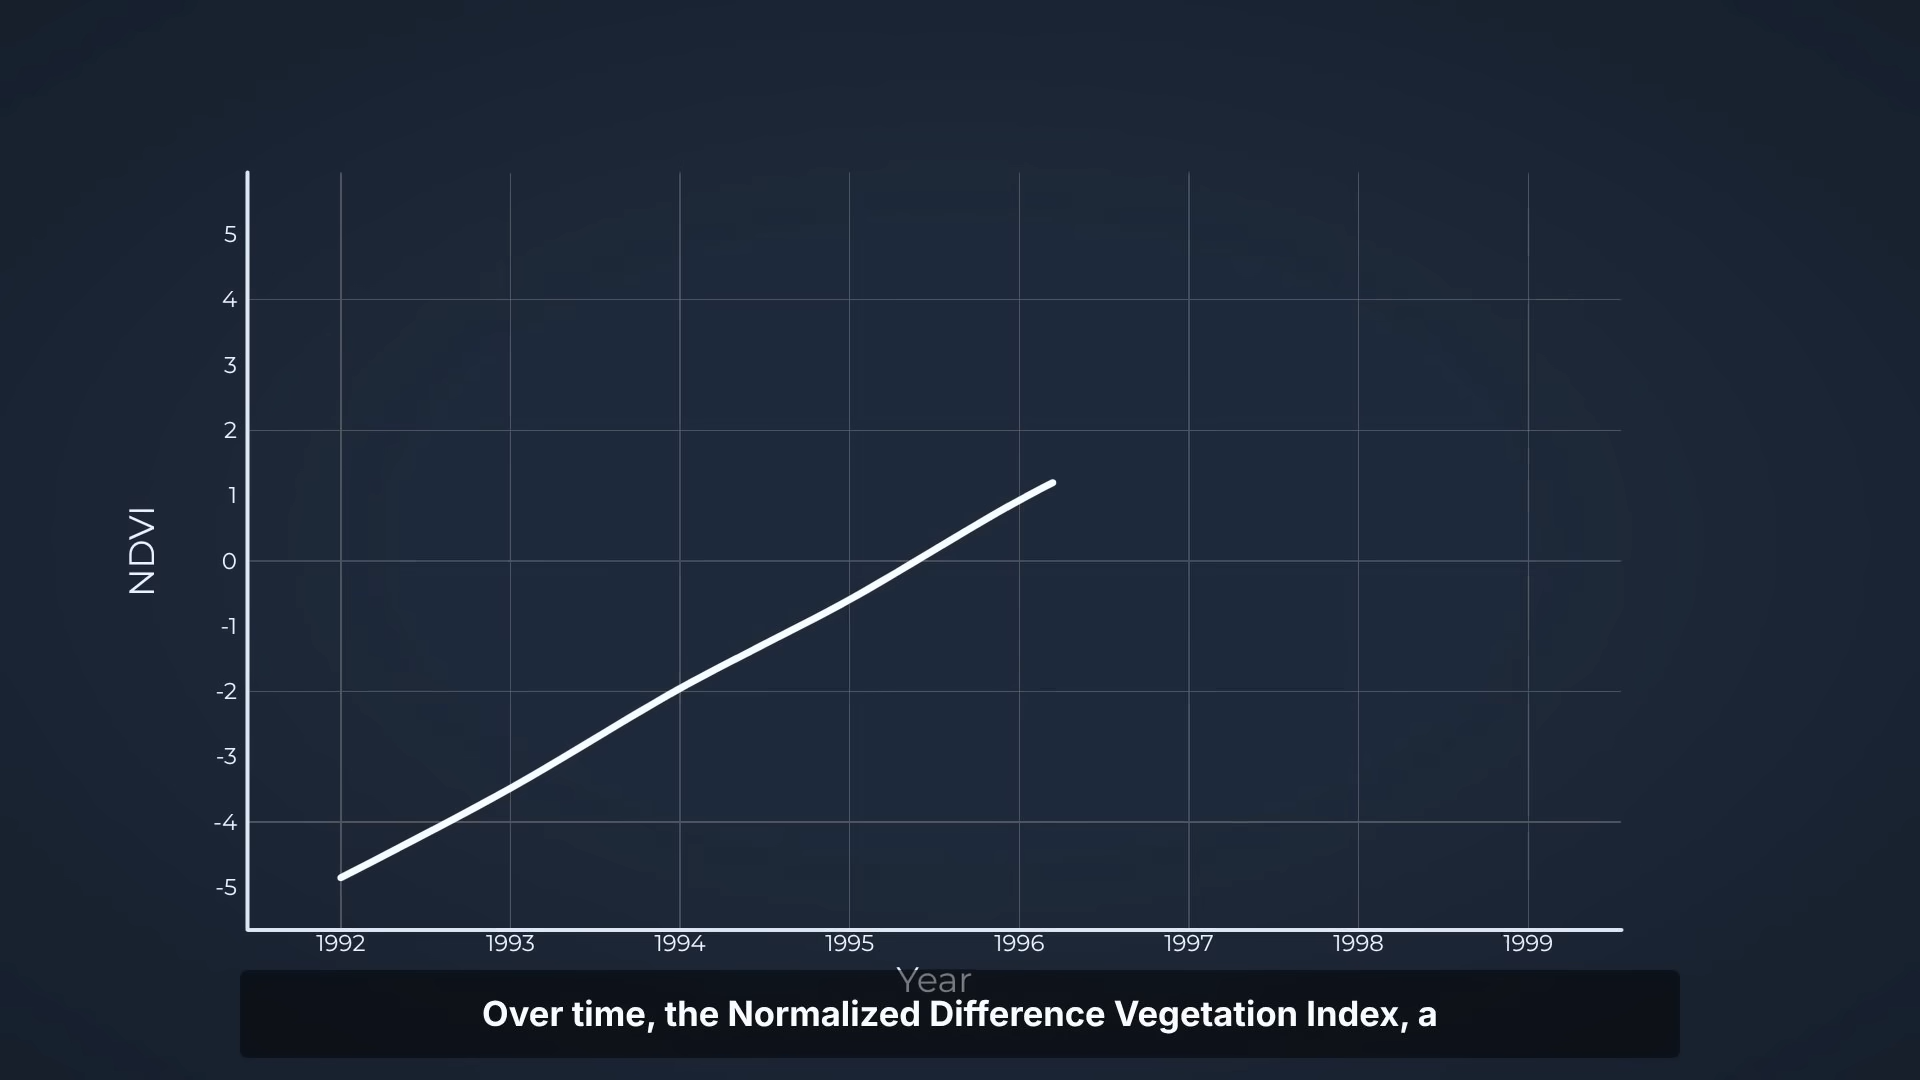 5
4
3
2
1
0
-1
-2
-3
-4
-5
NDVI
1992 1993 1994 1995 1996 1997 1998 1999
Year
Over time, the Normalized Difference Vegetation Index, a